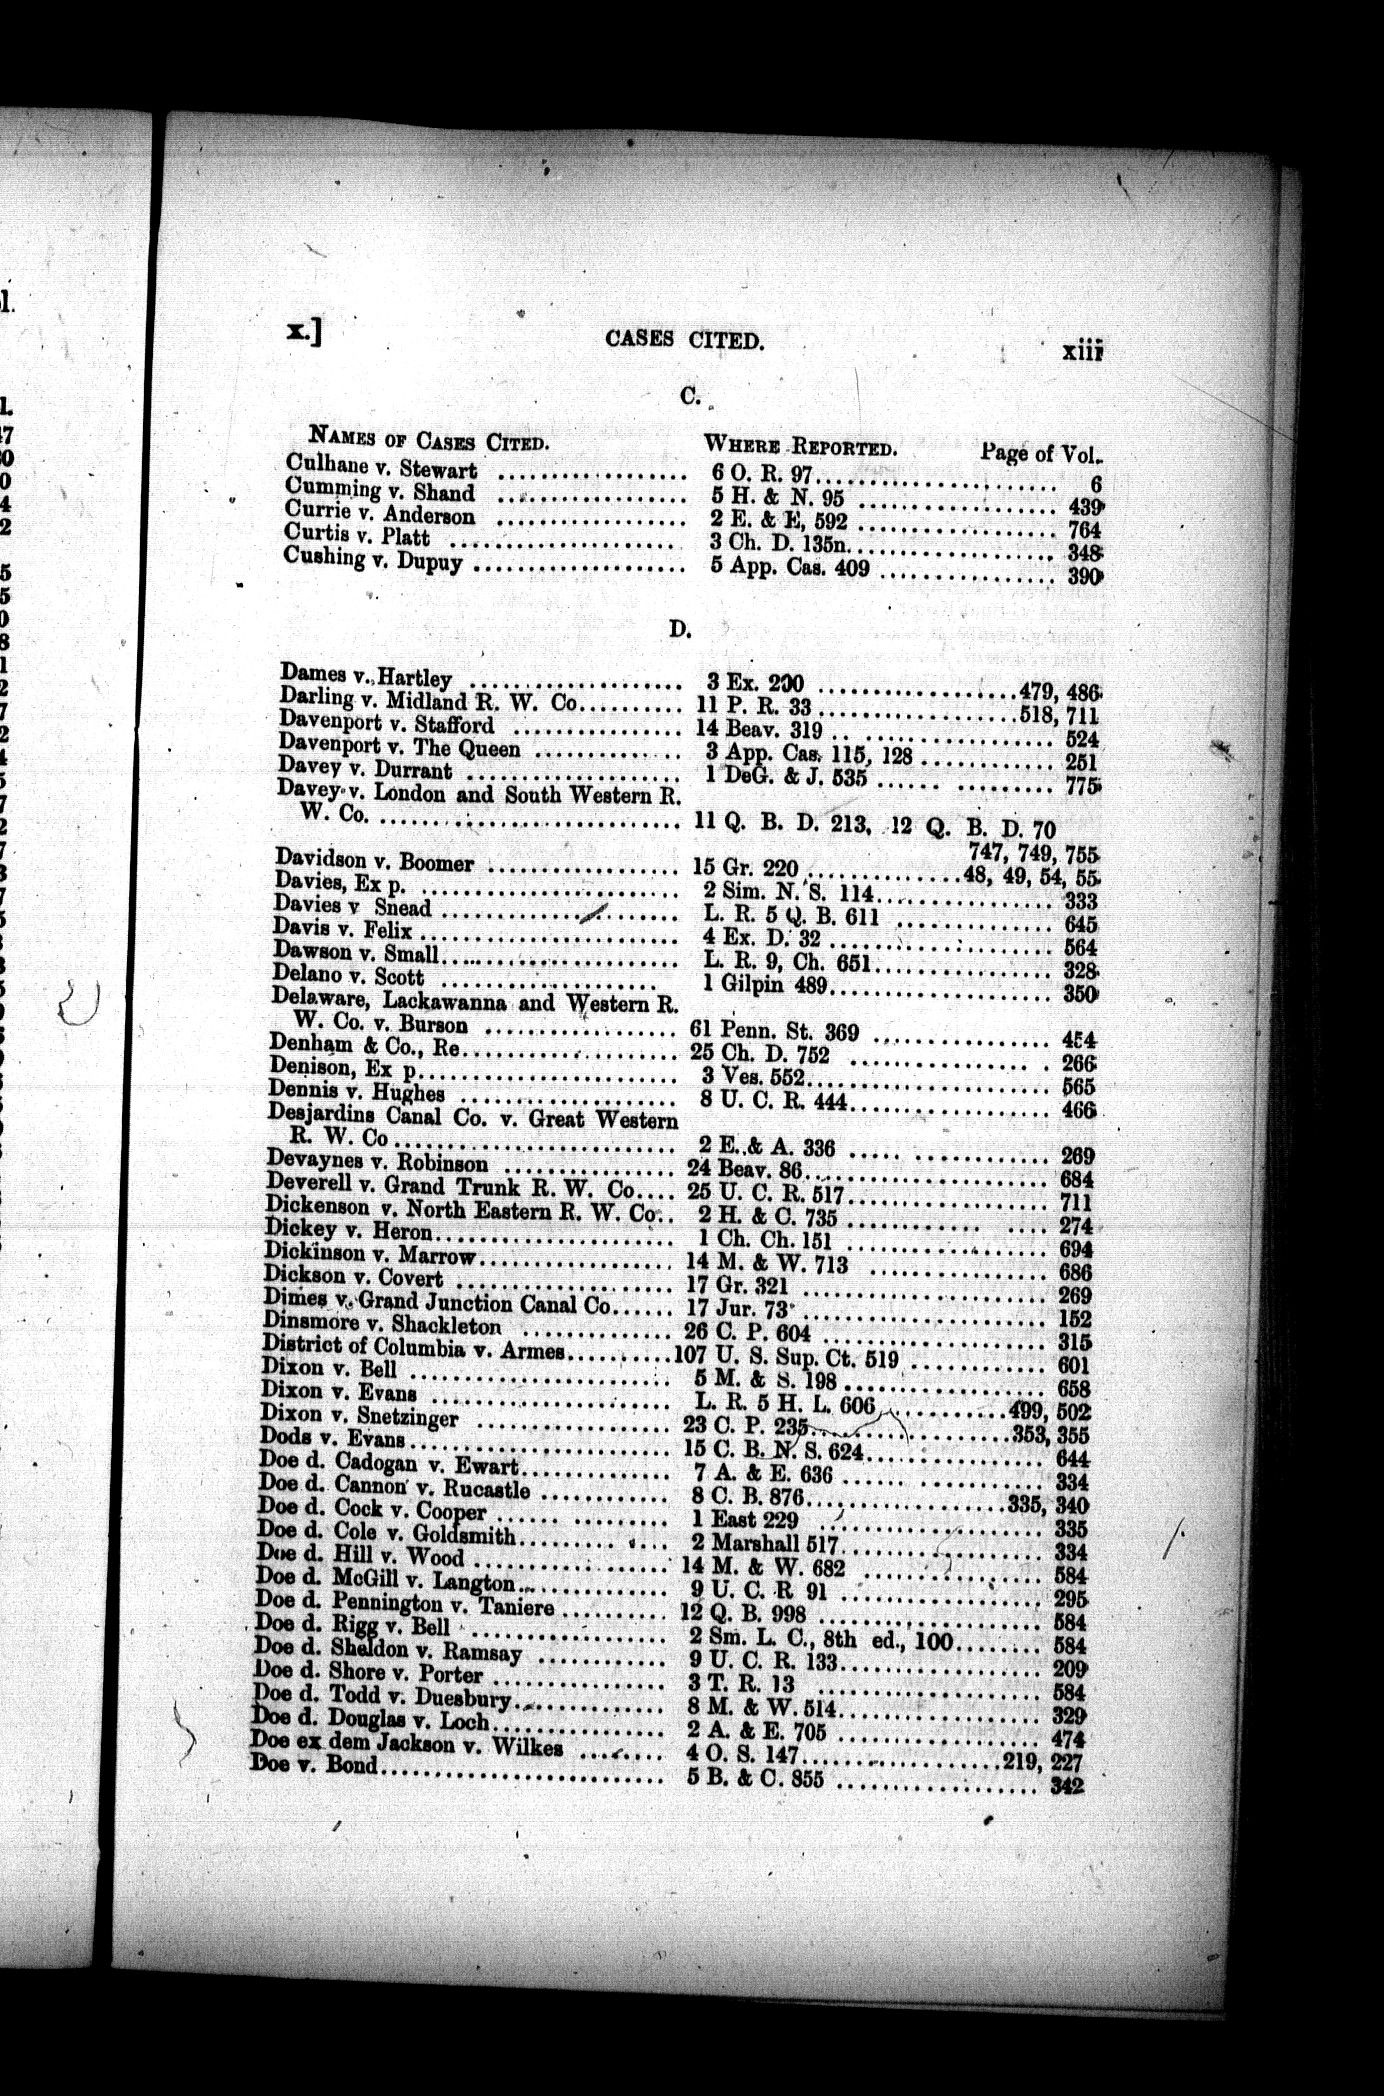 x.] CASES CITED. xiii
C.
NAMES OF CASES CITED. WHERE REPORTED. Page of Vol.
Culhane v. Stewart .................. 6 O. R. 97........................ 6
Cumming v. Shand .................. 5 H. & N. 95 ................... 439
Currie v. Anderson .................. 2 E. & E, 592 ................... 764
Curtis v. Platt ...................... 3 Ch. D. 135n.................... 348
Cushing v. Dupuy .................... 5 App. Cas. 409 ................ 390
D.
Dames v. Hartley .................... 3 Ex. 200 ...................479, 486
Darling v. Midland R. W. Co.......... 11 P. R. 33 ...................518, 711
Davenport v. Stafford ................ 14 Beav. 319 .. .................. 524
Davenport v. The Queen .............. 3 App. Cas. 115, 128 ............. 251
Davey v. Durrant .................... 1 DeG. & J. 535 ...... ......... 775
Davey v. London and South Western R.
W. Co. ............................. 11 Q. B. D. 213, 12 Q. B. D. 70
747, 749, 755
Davidson v. Boomer .................. 15 Gr. 220 ...............48, 49, 54, 55
Davies, Ex p. ........................ 2 Sim. N. S. 114................. 333
Davies v Snead ....................... L. R. 5 Q. B. 611 ............... 645
Davis v. Felix ........................ 4 Ex. D. 32 ..................... 564
Dawson v. Small....................... L. R. 9, Ch. 651................. 328
Delano v. Scott ..................... 1 Gilpin 489..................... 350
Delaware, Lackawanna and Western R.
W. Co. v. Burson .................. 61 Penn. St. 369 ................. 454
Denham & Co., Re..................... 25 Ch. D. 752 ................... 266
Denison, Ex p......................... 3 Ves. 552....................... 565
Dennis v. Hughes .................... 8 U. C. R. 444................... 466
Desjardins Canal Co. v. Great Western
R. W. Co ........................... 2 E. & A. 336 ..... ............. 269
Devaynes v. Robinson ................ 24 Beav. 86....................... 684
Deverell v. Grand Trunk R. W. Co.... 25 U. C. R. 517................... 711
Dickenson v. North Eastern R. W. Co.. 2 H. & C. 735 ............. .... 274
Dickey v. Heron....................... 1 Ch. Ch. 151 ................... 694
Dickinson v. Marrow................... 14 M. & W. 713 ................. 686
Dickson v. Covert ..................... 17 Gr. 321 ....................... 269
Dimes v. Grand Junction Canal Co...... 17 Jur. 73 ....................... 152
Dinsmore v. Shackleton ............... 26 C. P. 604 ..................... 315
District of Columbia v. Armes..........107 U. S. Sup. Ct. 519 ............. 601
Dixon v. Bell ......................... 5 M. & S. 198 ................... 658
Dixon v. Evans ....................... L. R. 5 H. L. 606 ............499, 502
Dixon v. Snetzinger .................. 23 C. P. 235...................353, 355
Dods v. Evans......................... 15 C. B. N. S. 624................. 644
Doe d. Cadogan v. Ewart............... 7 A. & E. 636 ...... ............ 334
Doe d. Cannon v. Rucastle ............ 8 C. B. 876...................335, 340
Doe d. Cock v. Cooper ...... ......... 1 East 229 ...................... 335
Doe d. Cole v. Goldsmith.............. 2 Marshall 517................... 334
Doe d. Hill v. Wood .................. 14 M. & W. 682 .................. 584
Doe d. McGill v. Langton.............. 9 U. C. R 91 .................... 295
Doe d. Pennington v. Taniere .......... 12 Q. B. 998 ..................... 584
Doe d. Rigg v. Bell ................... 2 Sm. L. C., 8th ed., 100......... 584
Doe d. Sheldon v. Ramsay ............ 9 U. C. R. 133................... 209
Doe d. Shore v. Porter ................ 3 T. R. 13 ...................... 584
Doe d. Todd v. Duesbury............... 8 M. & W. 514................... 329
Doe d. Douglas v. Loch................ 2 A. & E. 705 ................... 474
Doe ex dem Jackson v. Wilkes ........ 4 O. S. 147...................219, 227
Doe v. Bond........................... 5 B. & C. 855 ................... 342